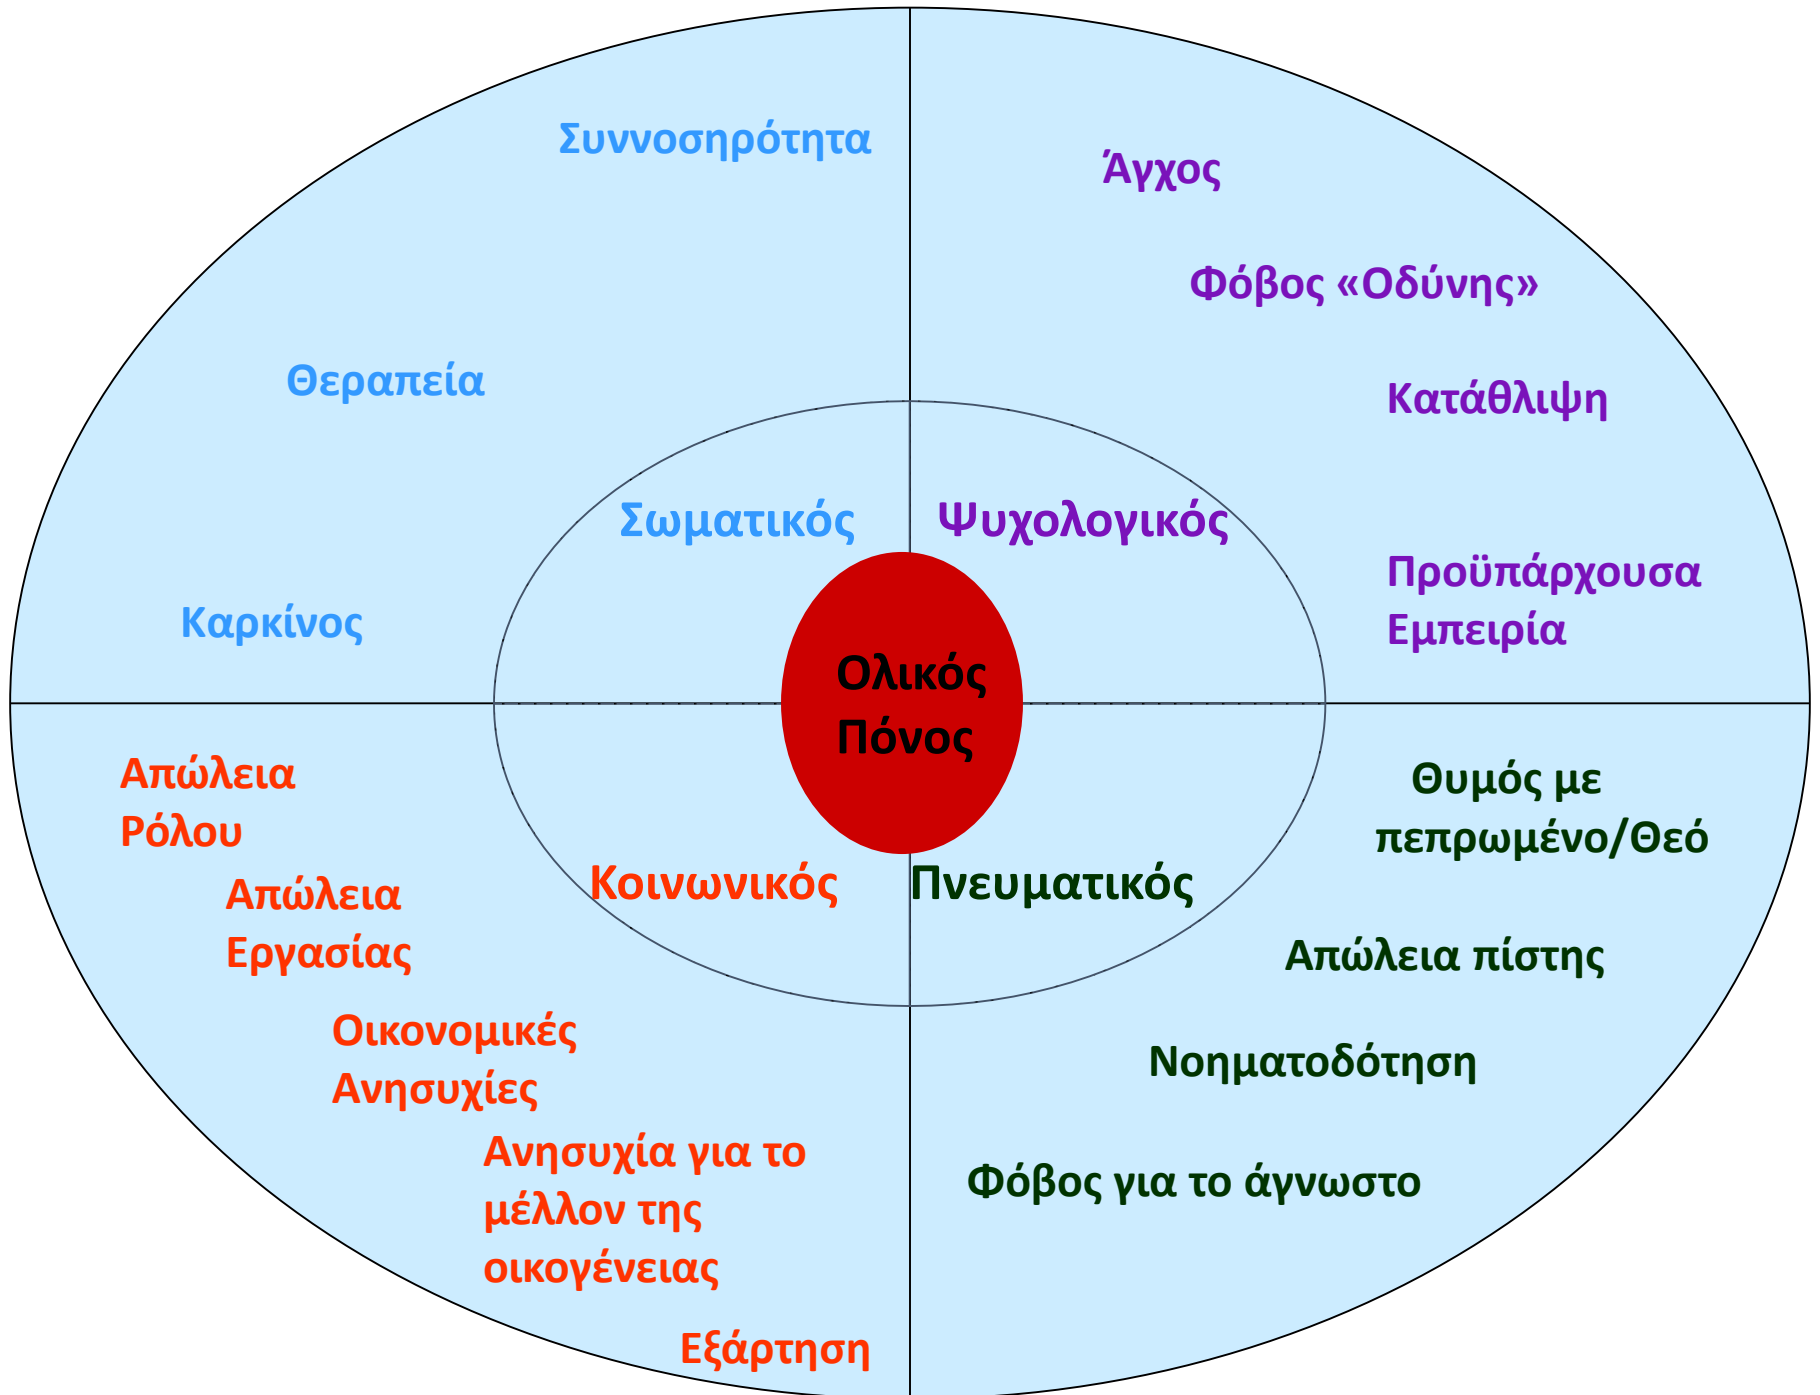 Συννοσηρότητα
Θεραπεία
Καρκίνος
Σωματικός
Άγχος
Φόβος «Οδύνης»
Κατάθλιψη
Προϋπάρχουσα
Εμπειρία
Ψυχολογικός
Ολικός
Πόνος
Κοινωνικός
Απώλεια
Ρόλου
Απώλεια
Εργασίας
Οικονομικές
Ανησυχίες
Ανησυχία για το
μέλλον της
οικογένειας
Εξάρτηση
Πνευματικός
Θυμός με
πεπρωμένο/Θεό
Απώλεια πίστης
Νοηματοδότηση
Φόβος για το άγνωστο